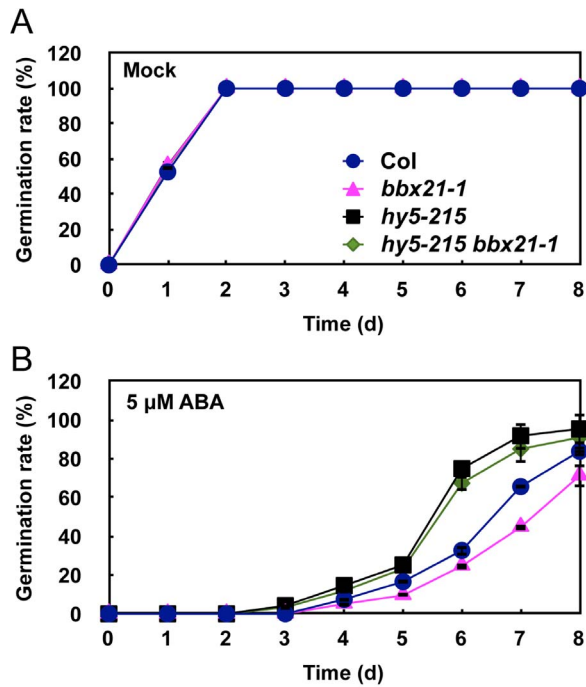 A
Germination rate (%)
120
100
80
60
40
20
0
Mock
Col
bbx21-1
hy5-215
hy5-215 bbx21-1
0 1 2 3 4 5 6 7 8
Time (d)
B
Germination rate (%)
120
100
80
60
40
20
0
5 µM ABA
0 1 2 3 4 5 6 7 8
Time (d)